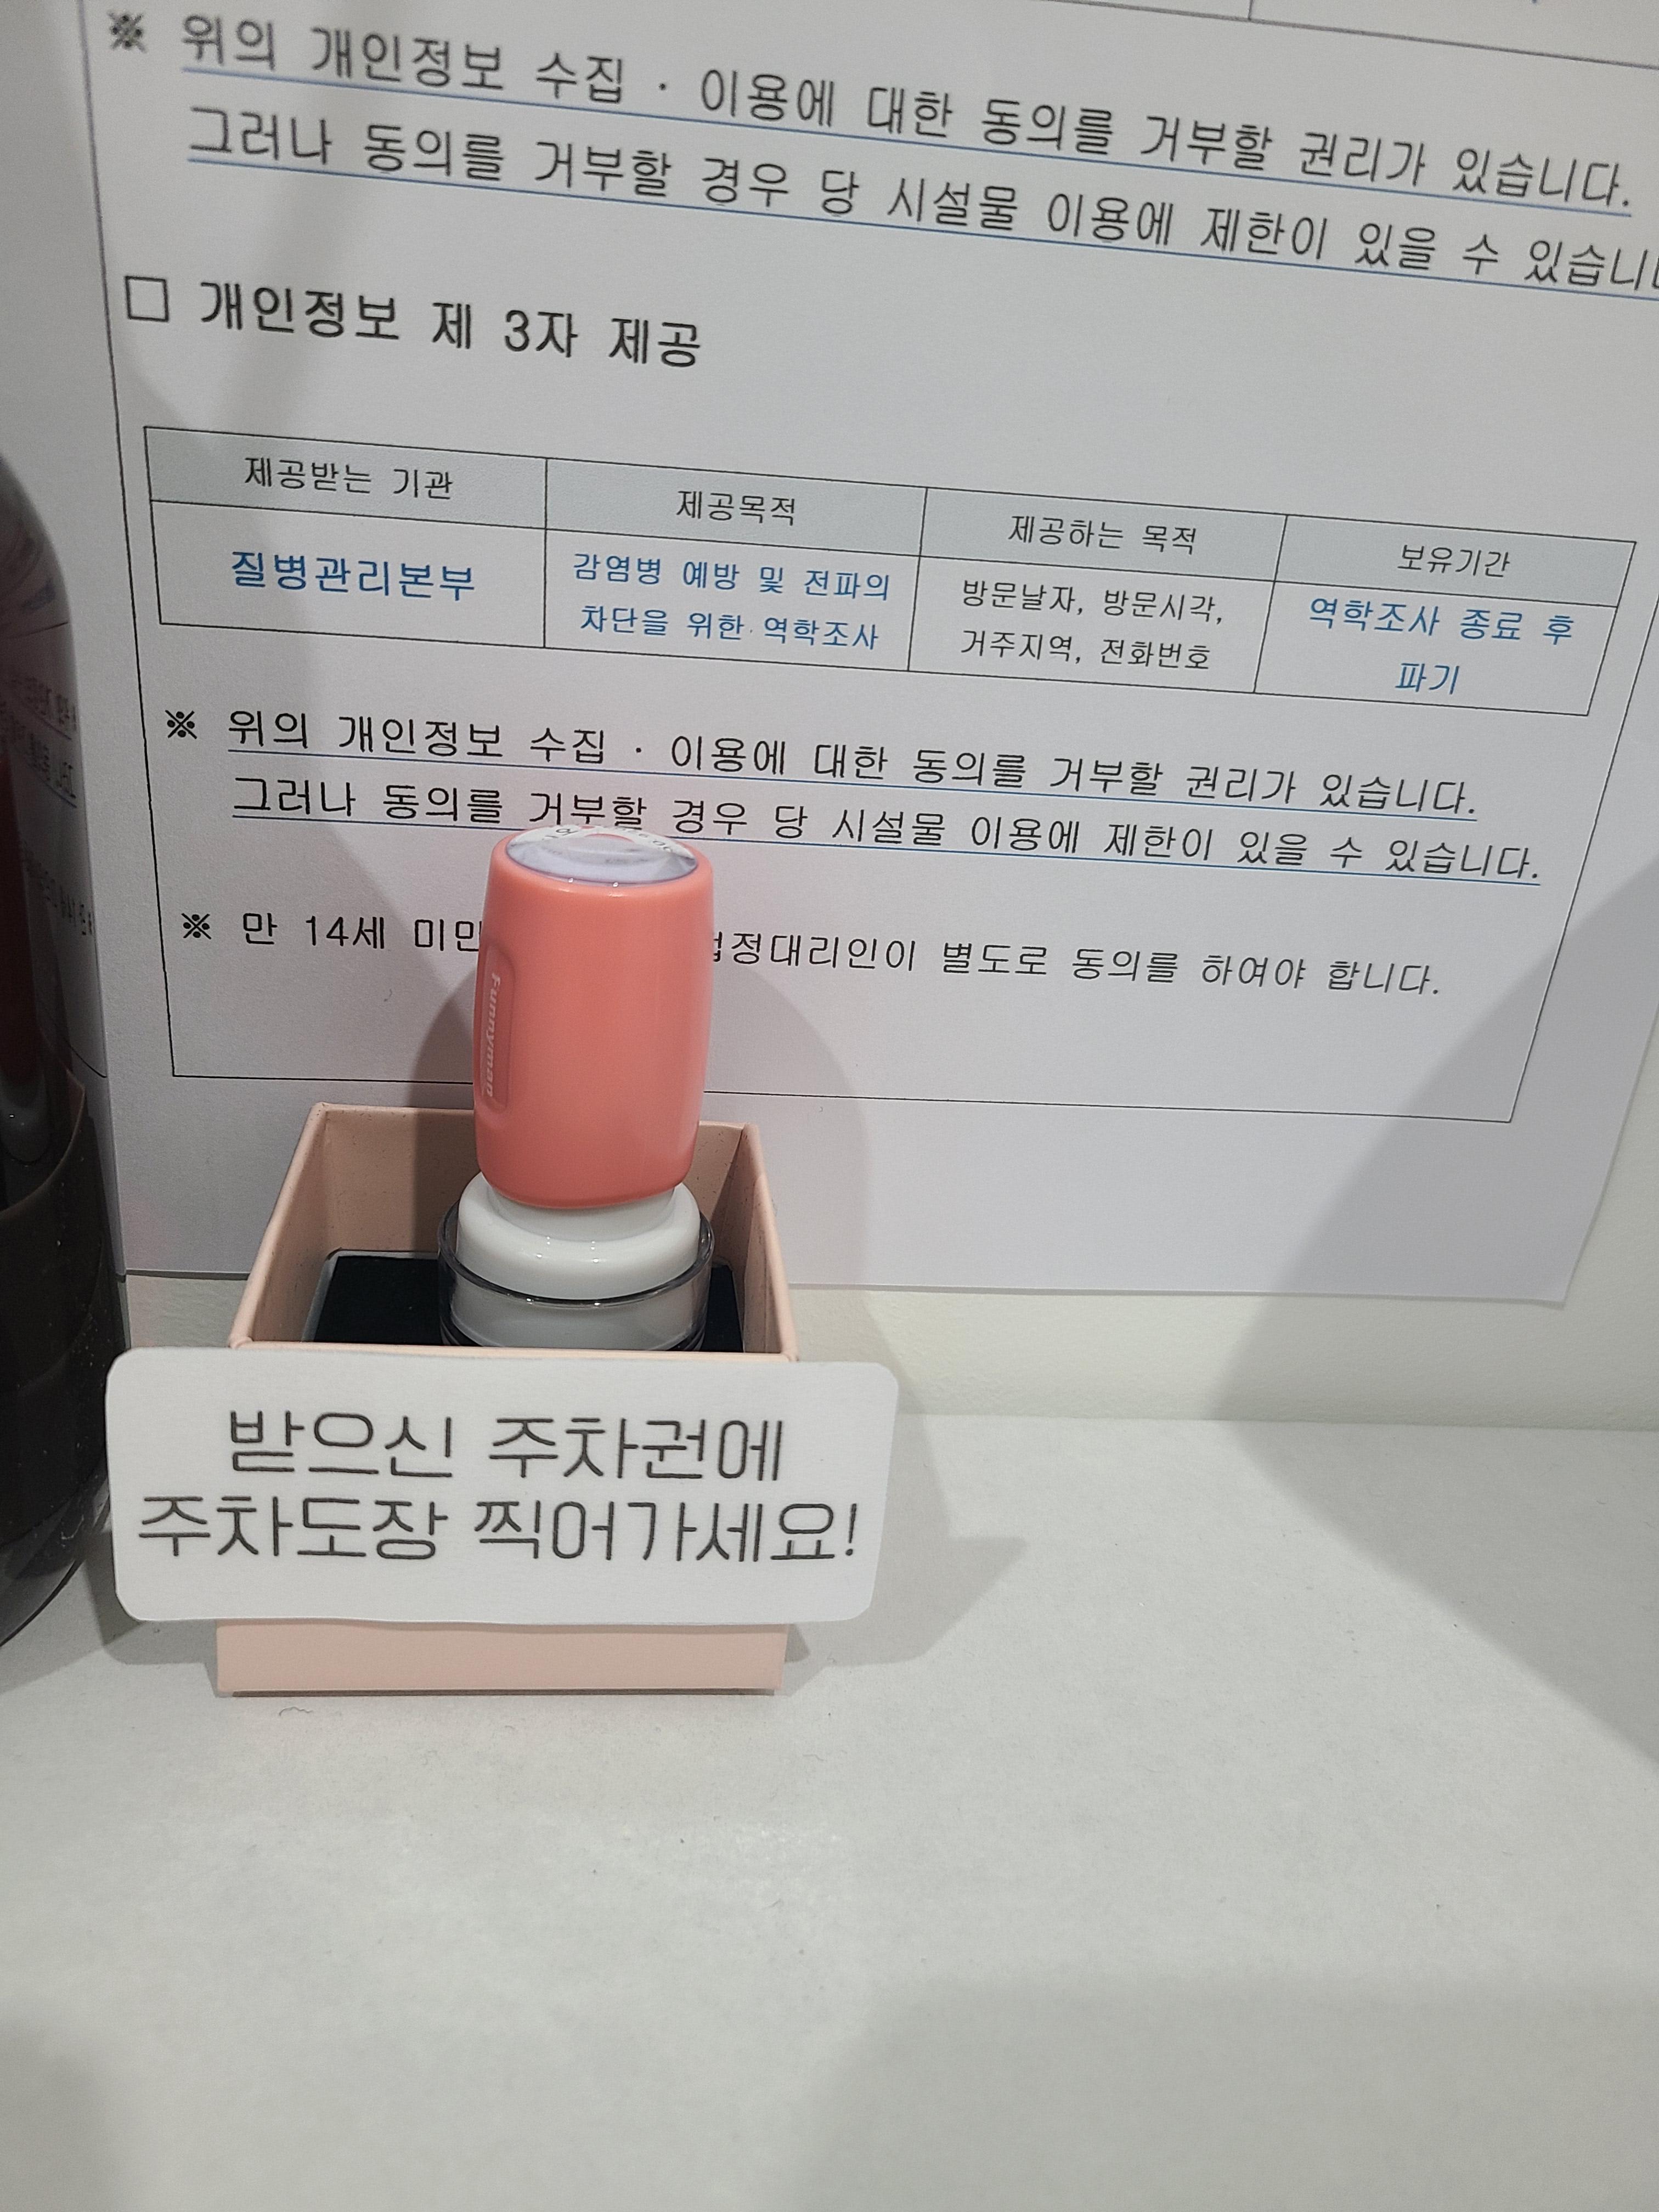 ※ 위의 개인정보 수집 · 이용에 대한 동의를 거부할 권리가 있습니다.
그러나 동의를 거부할 경우 당 시설물 이용에 제한이 있을 수 있습니
□ 개인정보 제 3자 제공
제공받는 기관 제공목적 제공하는 목적 보유기간
질병관리본부 감염병 예방 및 전파의 차단을 위한 역학조사 방문날자, 방문시각, 거주지역, 전화번호 역학조사 종료 후 파기
※ 위의 개인정보 수집 · 이용에 대한 동의를 거부할 권리가 있습니다.
그러나 동의를 거부할 경우 당 시설물 이용에 제한이 있을 수 있습니다.
※ 만 14세 미만 법정대리인이 별도로 동의를 하여야 합니다.
Funnyman
받으신 주차권에
주차도장 찍어가세요!